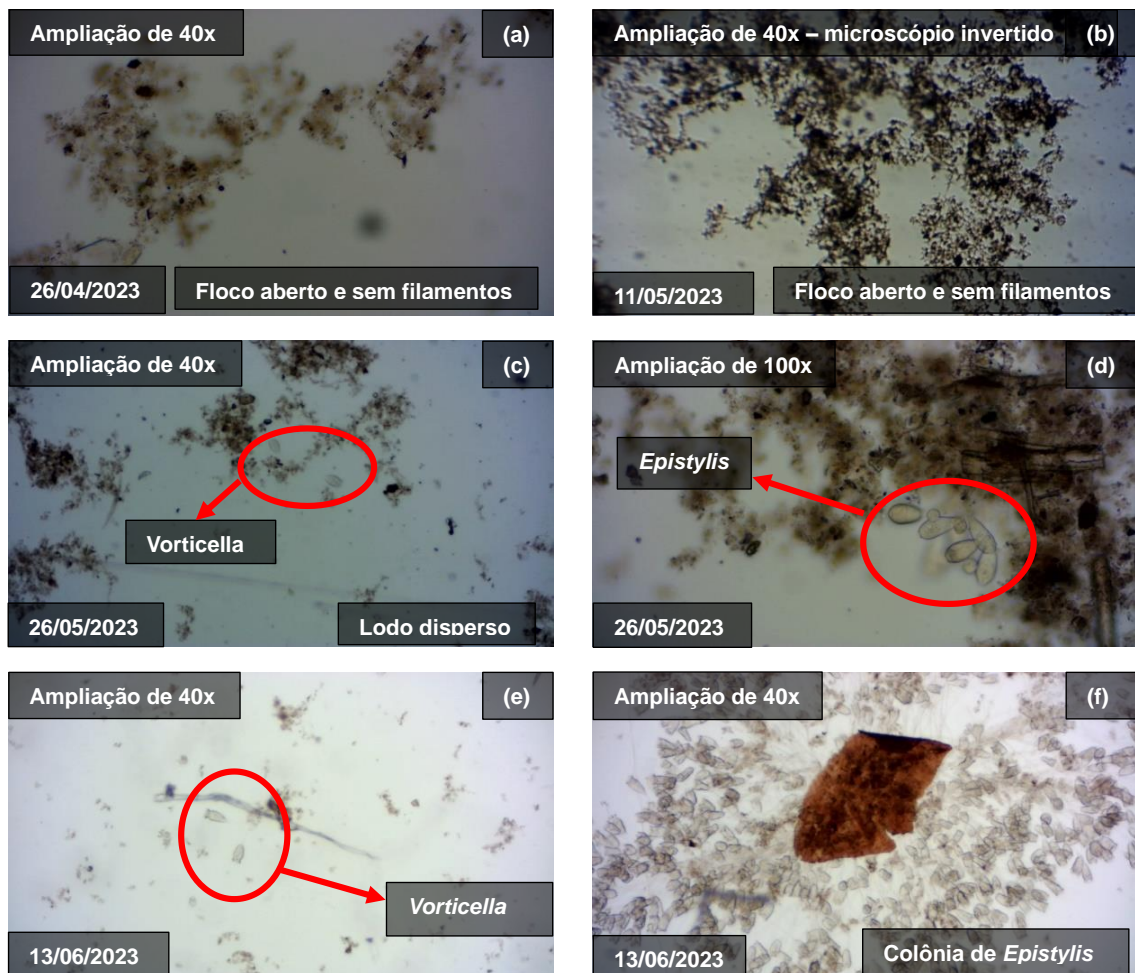 Ampliação de 40x
(a)
26/04/2023
Floco aberto e sem filamentos
Ampliação de 40x – microscópio invertido
(b)
11/05/2023
Floco aberto e sem filamentos
Ampliação de 40x
(c)
Vorticella
26/05/2023
Lodo disperso
Ampliação de 100x
(d)
Epistylis
26/05/2023
Ampliação de 40x
(e)
Vorticella
13/06/2023
Ampliação de 40x
(f)
13/06/2023
Colônia de Epistylis